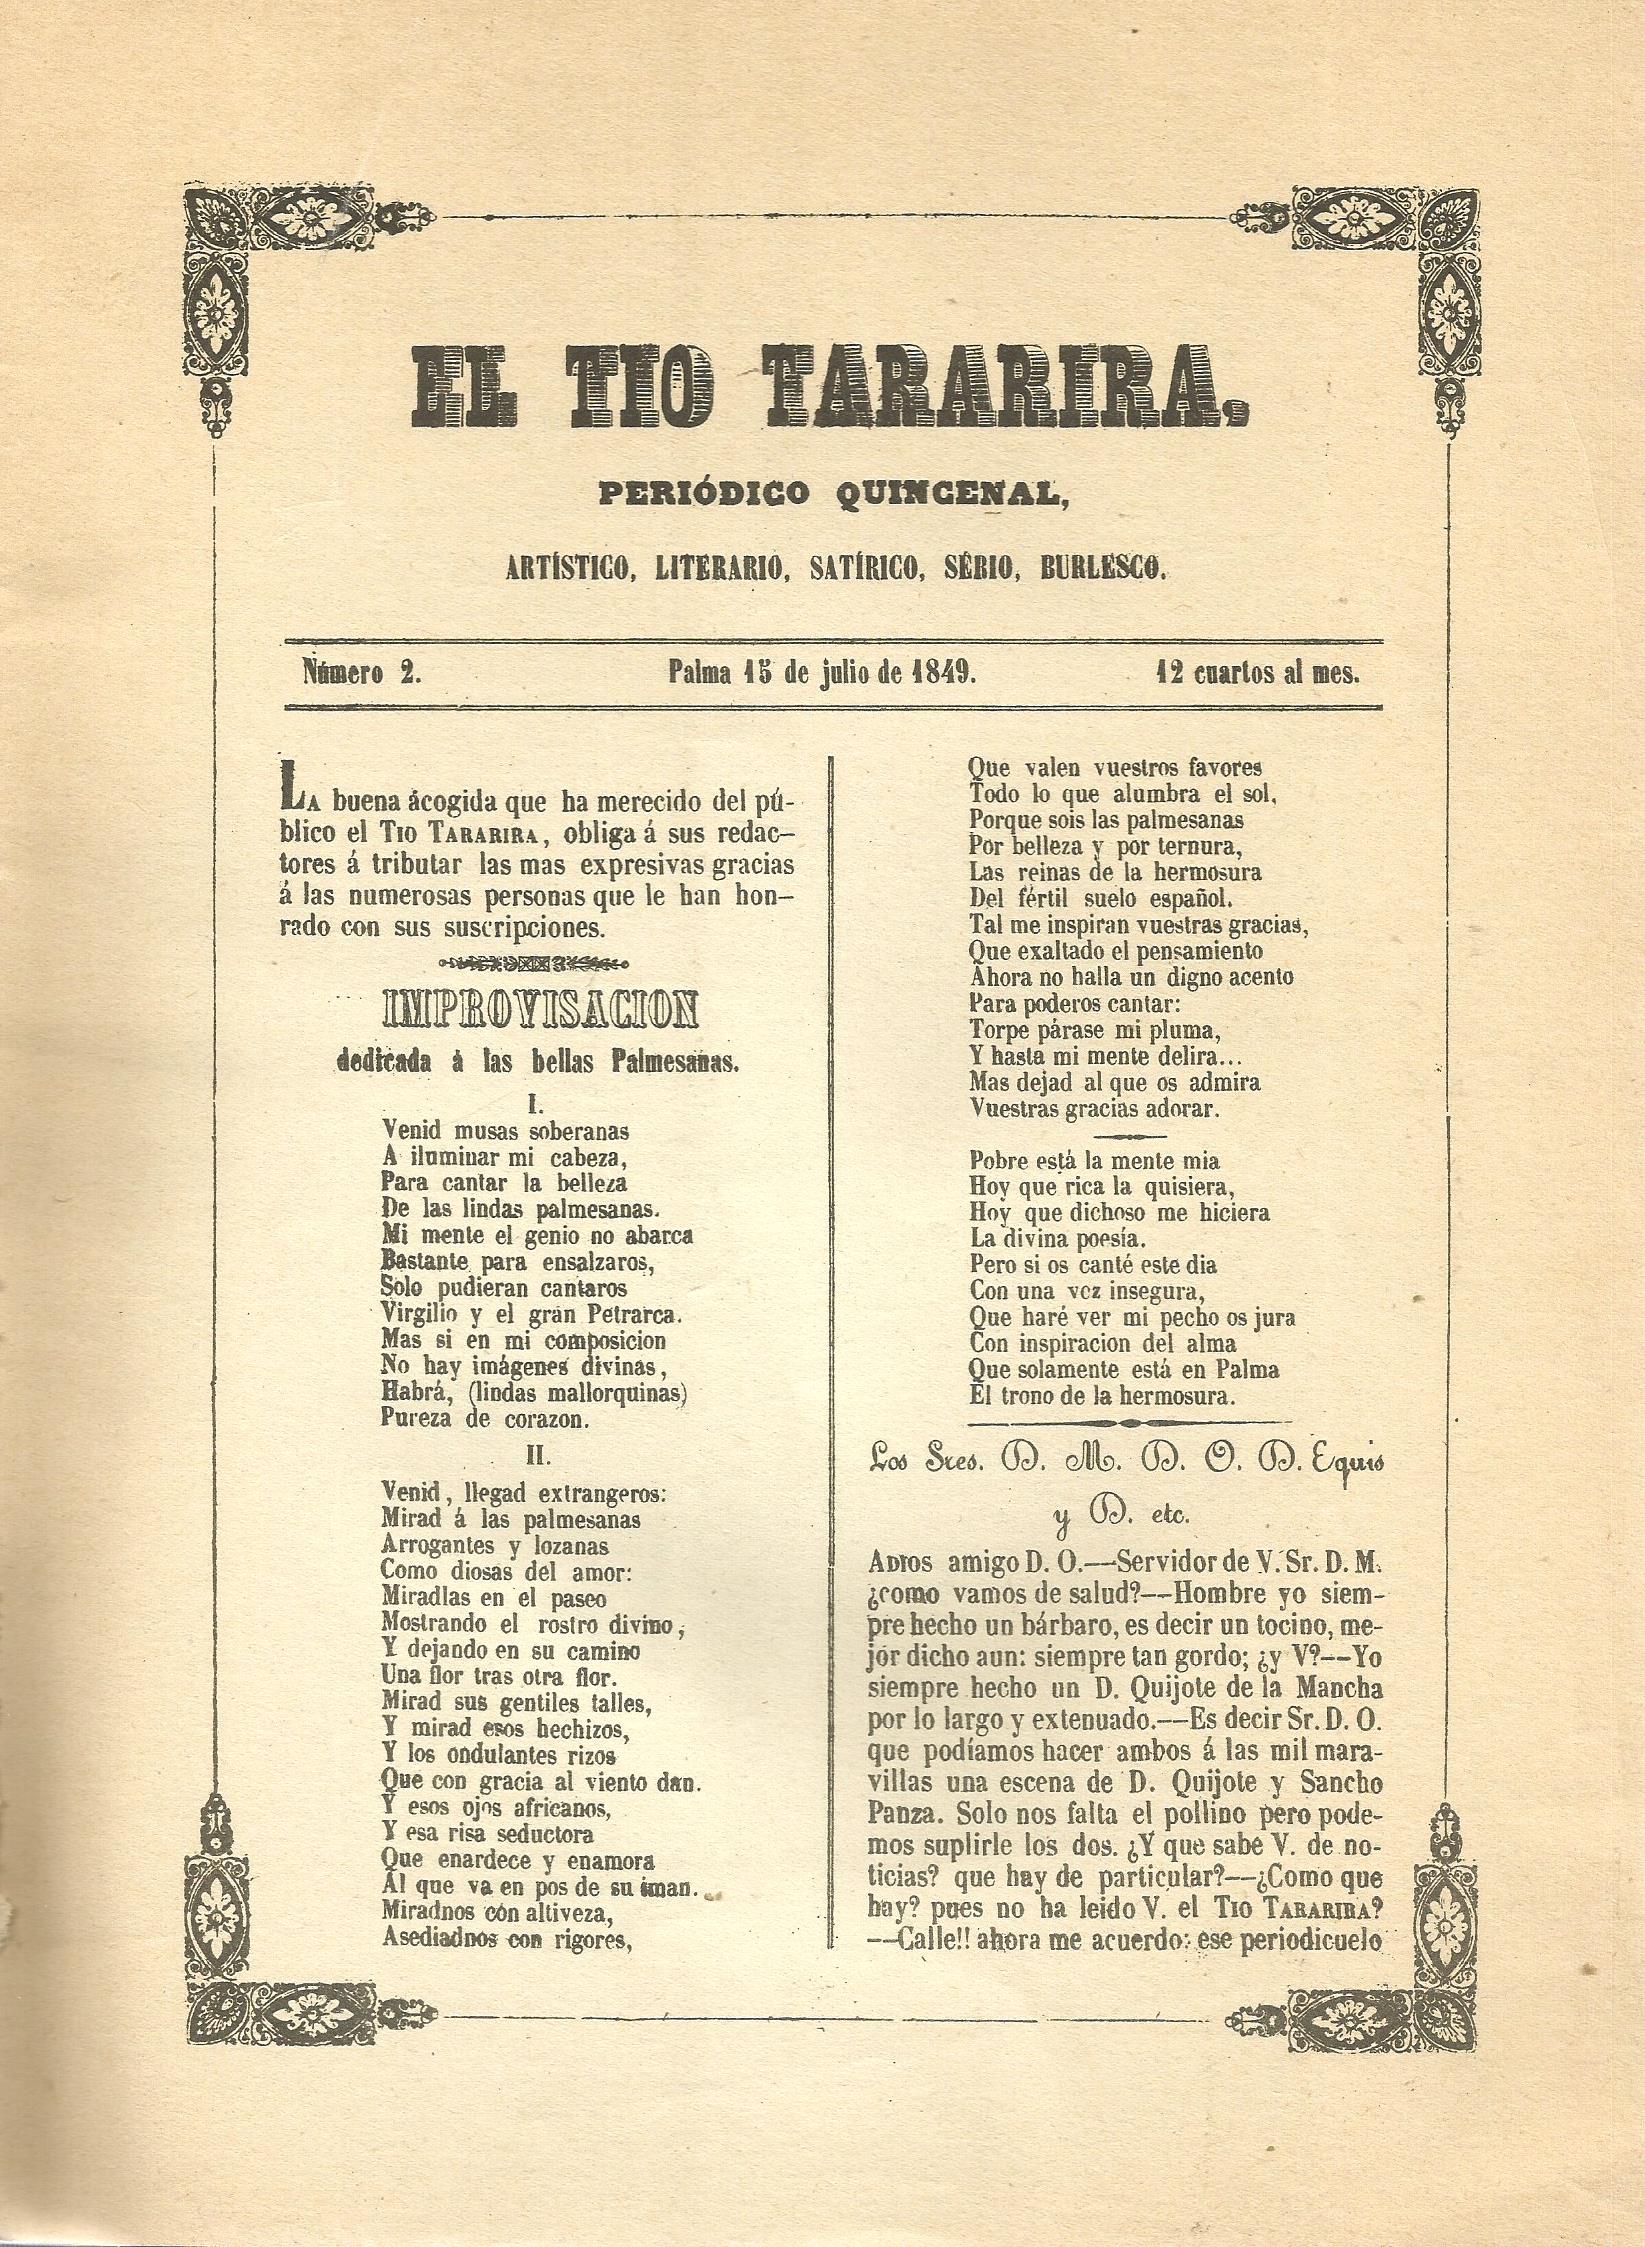 EL TIO TARARIRA.
PERIÓDICO QUINCENAL,
ARTÍSTICO, LITERARIO, SATÍRICO, SÉRIO, BURLESCO.
Número 2. Palma 15 de julio de 1849. 12 cuartos al mes.
LA buena ácogida que ha merecido del pú-
blico el TIO TARARIRA, obliga á sus redac-
tores á tributar las mas expresivas gracias
á las numerosas personas que le han hon-
rado con sus suscripciones.
IMPROVISACION
dedicada á las bellas Palmesanas.
I.
Venid musas soberanas
A iluminar mi cabeza,
Para cantar la belleza
De las lindas palmesanas.
Mi mente el genio no abarca
Bastante para ensalzaros,
Solo pudieran cantaros
Virgilio y el gran Petrarca.
Mas si en mi composicion
No hay imágenes divinas,
Habrá, (lindas mallorquinas)
Pureza de corazon.
II.
Venid, llegad extrangeros:
Mirad á las palmesanas
Arrogantes y lozanas
Como diosas del amor:
Miradlas en el paseo
Mostrando el rostro divino,
Y dejando en su camino
Una flor tras otra flor.
Mirad sus gentiles talles,
Y mirad esos hechizos,
Y los ondulantes rizos
Que con gracia al viento dan.
Y esos ojos africanos,
Y esa risa seductora
Que enardece y enamora
Al que va en pos de su iman.
Miradnos con altiveza,
Asediadnos con rigores,
Que valen vuestros favores
Todo lo que alumbra el sol,
Porque sois las palmesanas
Por belleza y por ternura,
Las reinas de la hermosura
Del fértil suelo español.
Tal me inspiran vuestras gracias,
Que exaltado el pensamiento
Ahora no halla un digno acento
Para poderos cantar:
Torpe párase mi pluma,
Y hasta mi mente delira...
Mas dejad al que os admira
Vuestras gracias adorar.
Pobre está la mente mia
Hoy que rica la quisiera,
Hoy que dichoso me hiciera
La divina poesía.
Pero si os canté este dia
Con una voz insegura,
Que haré ver mi pecho os jura
Con inspiracion del alma
Que solamente está en Palma
El trono de la hermosura.
Los Sres. D. M. D. O. D. Equis
y D. etc.
ADIOS amigo D. O.—Servidor de V. Sr. D. M.
¿como vamos de salud?—Hombre yo siem-
pre hecho un bárbaro, es decir un tocino, me-
jor dicho aun: siempre tan gordo; ¿y V?—Yo
siempre hecho un D. Quijote de la Mancha
por lo largo y extenuado.—Es decir Sr. D. O.
que podíamos hacer ambos á las mil mara-
villas una escena de D. Quijote y Sancho
Panza. Solo nos falta el pollino pero pode-
mos suplirle los dos. ¿Y que sabe V. de no-
ticias? que hay de particular?—¿Como que
hay? pues no ha leido V. el TIO TARARIRA?
—Calle!! ahora me acuerdo: ese periodicuelo